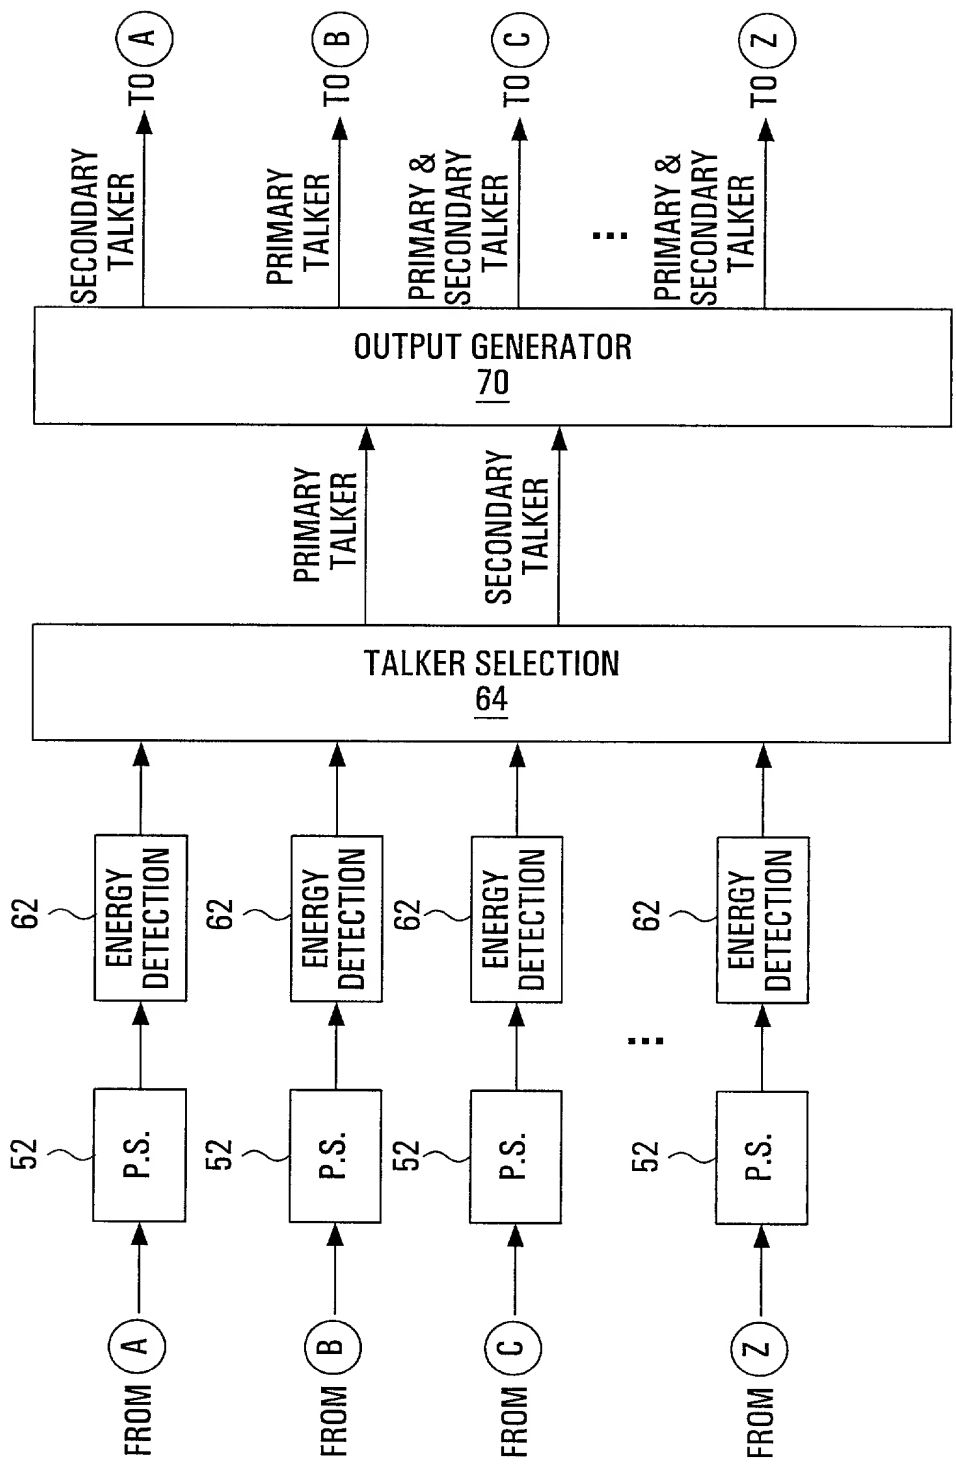 TO A
TO B
TO C
TO Z
SECONDARY
TALKER
PRIMARY
TALKER
PRIMARY &
SECONDARY
TALKER
...
PRIMARY &
SECONDARY
TALKER
OUTPUT GENERATOR
70
PRIMARY
TALKER
SECONDARY
TALKER
TALKER SELECTION
64
62
ENERGY
DETECTION
62
ENERGY
DETECTION
62
ENERGY
DETECTION
62
ENERGY
DETECTION
...
52
P.S.
52
P.S.
52
P.S.
52
P.S.
FROM A
FROM B
FROM C
FROM Z